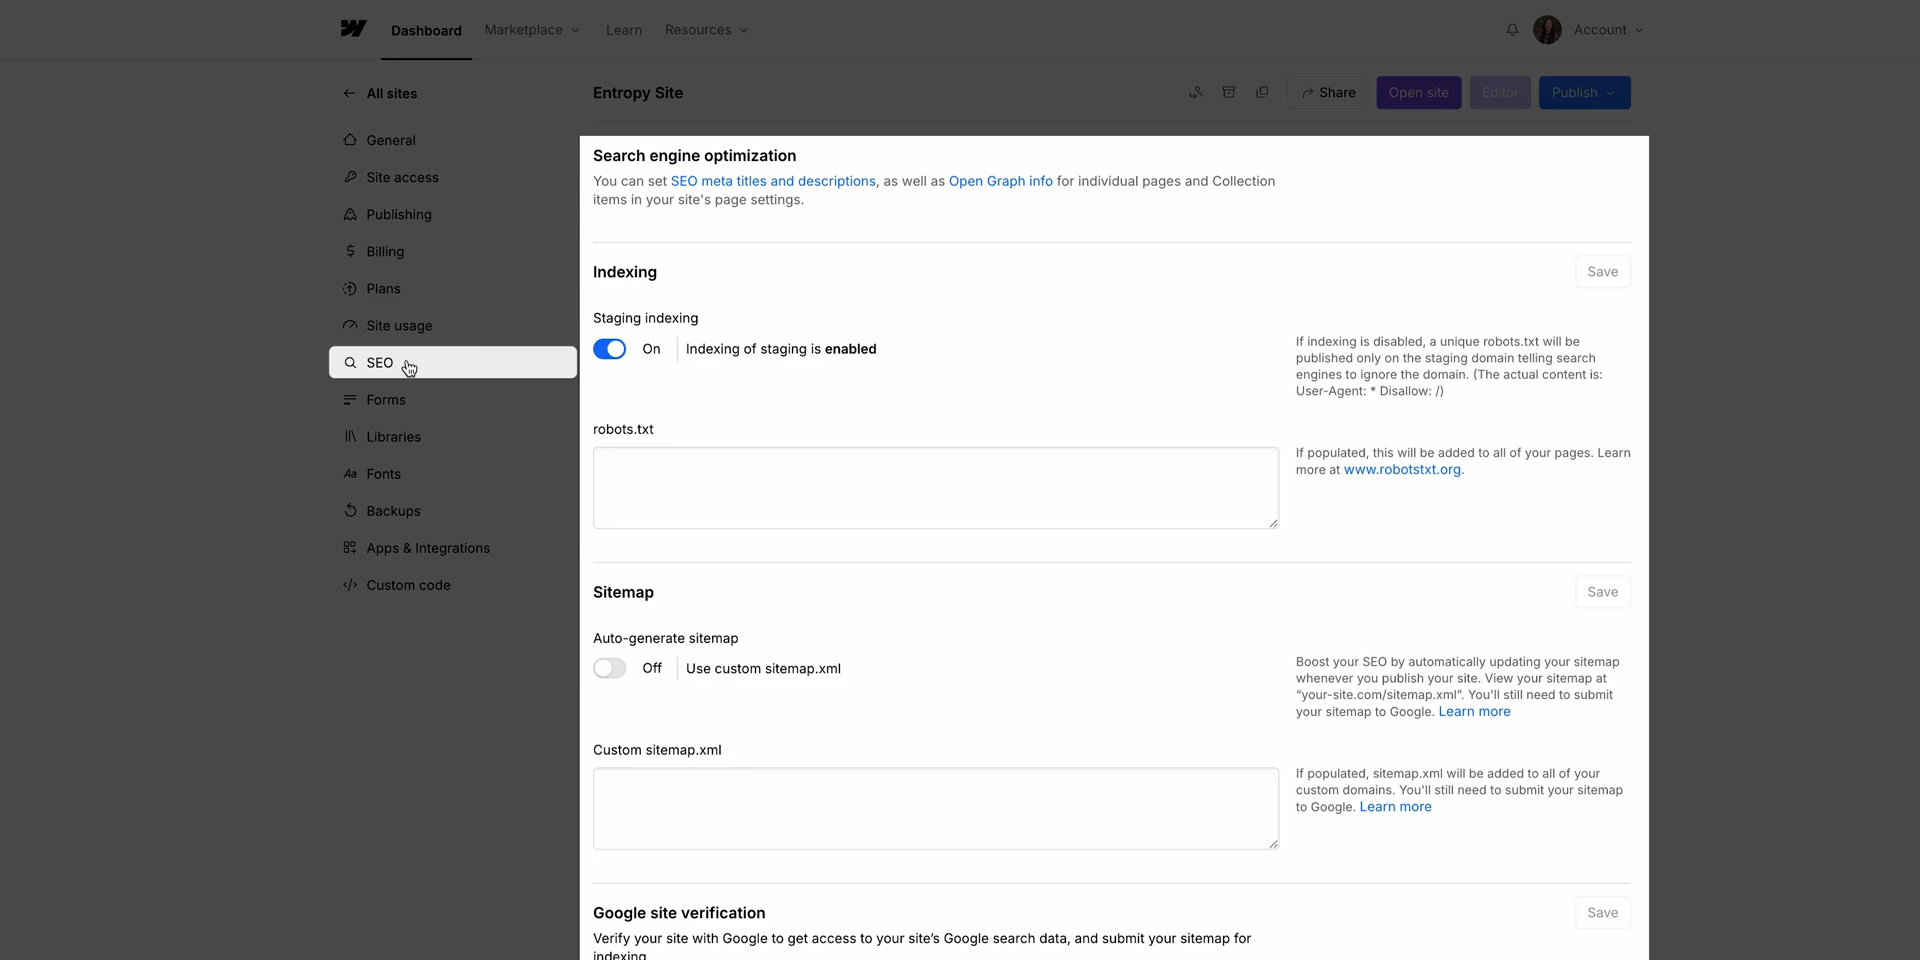 Dashboard
Marketplace
Learn
Resources
Account
All sites
Entropy Site
Share
Open site
Editor
Publish
General
Site access
Publishing
Billing
Plans
Site usage
SEO
Forms
Libraries
Aa Fonts
Backups
Apps & Integrations
</> Custom code
Search engine optimization
You can set SEO meta titles and descriptions, as well as Open Graph info for individual pages and Collection
items in your site's page settings.
Indexing
Save
Staging indexing
On
Indexing of staging is enabled
If indexing is disabled, a unique robots.txt will be
published only on the staging domain telling search
engines to ignore the domain. (The actual content is:
User-Agent: * Disallow: /)
robots.txt
If populated, this will be added to all of your pages. Learn
more at www.robotstxt.org.
Sitemap
Save
Auto-generate sitemap
Off
Use custom sitemap.xml
Boost your SEO by automatically updating your sitemap
whenever you publish your site. View your sitemap at
“your-site.com/sitemap.xml”. You'll still need to submit
your sitemap to Google. Learn more
Custom sitemap.xml
If populated, sitemap.xml will be added to all of your
custom domains. You'll still need to submit your sitemap
to Google. Learn more
Google site verification
Save
Verify your site with Google to get access to your site’s Google search data, and submit your sitemap for
indexing.